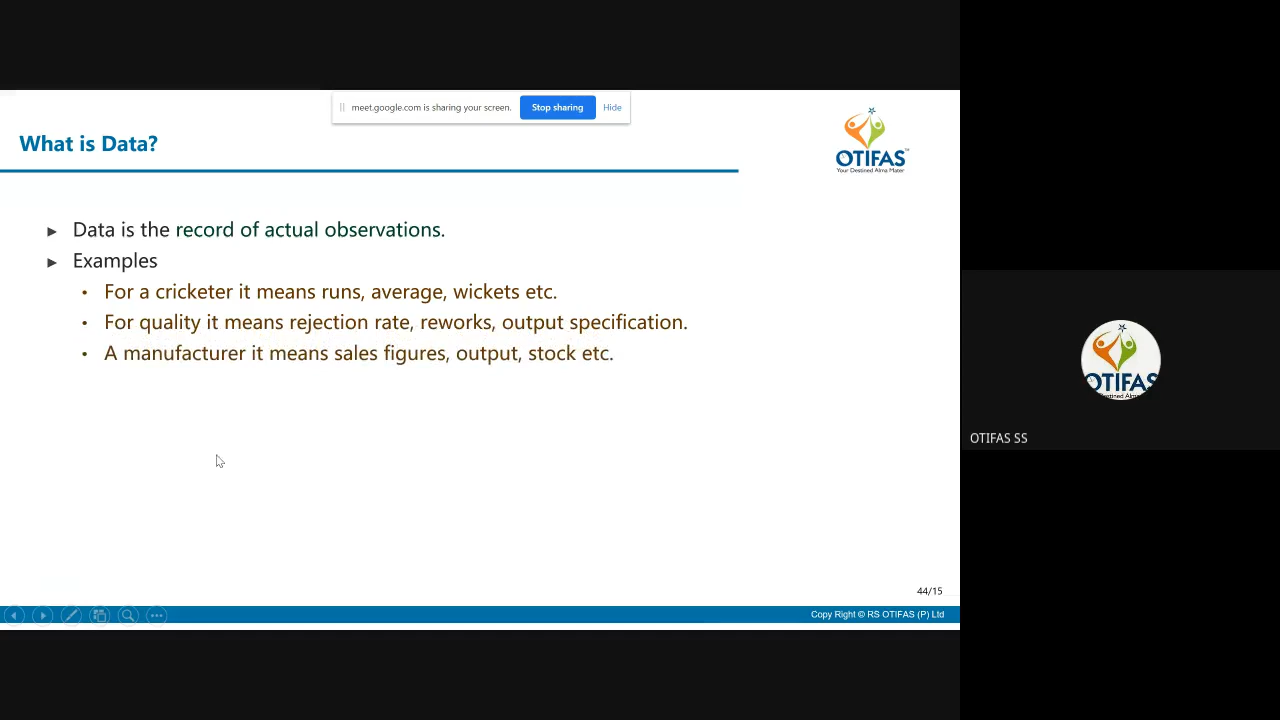 meet.google.com is sharing your screen. Stop sharing Hide
What is Data?
OTIFAS™
Your Destined Alma Mater
Data is the record of actual observations.
Examples
For a cricketer it means runs, average, wickets etc.
For quality it means rejection rate, reworks, output specification.
A manufacturer it means sales figures, output, stock etc.
OTIFAS
OTIFAS SS
44/15
Copy Right © RS OTIFAS (P) Ltd